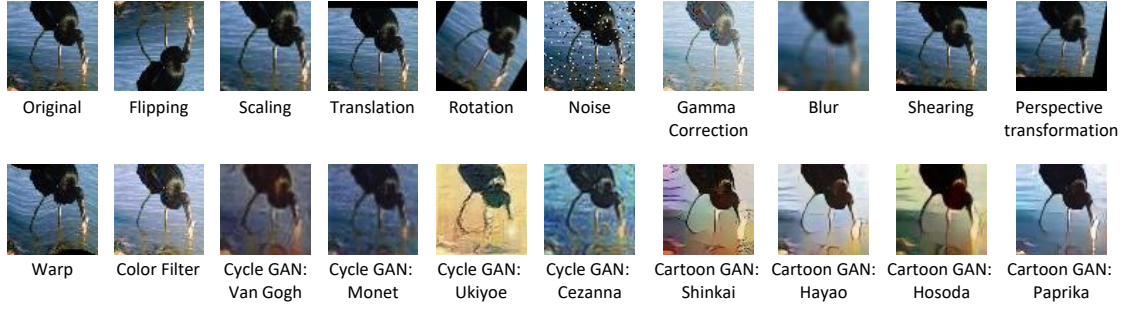 Original Flipping Scaling Translation Rotation Noise Gamma Correction Blur Shearing Perspective transformation
Warp Color Filter Cycle GAN: Van Gogh Cycle GAN: Monet Cycle GAN: Ukiyoe Cycle GAN: Cezanna Cartoon GAN: Shinkai Cartoon GAN: Hayao Cartoon GAN: Hosoda Cartoon GAN: Paprika